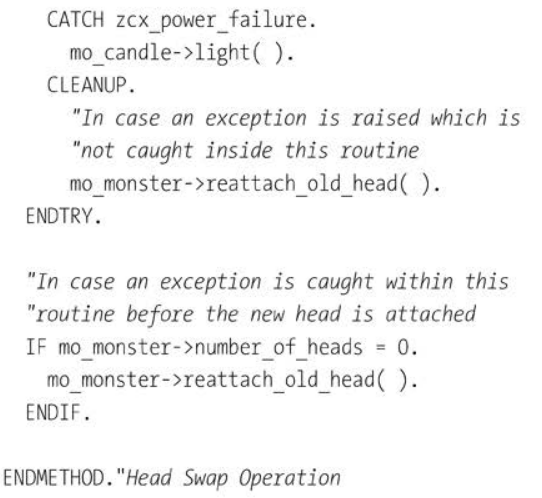 CATCH zcx_power_failure.
mo_candle->light( ).
CLEANUP.
"In case an exception is raised which is
"not caught inside this routine
mo_monster->reattach_old_head( ).
ENDTRY.
"In case an exception is caught within this
"routine before the new head is attached
IF mo_monster->number_of_heads = 0.
mo_monster->reattach_old_head( ).
ENDIF.
ENDMETHOD."Head Swap Operation